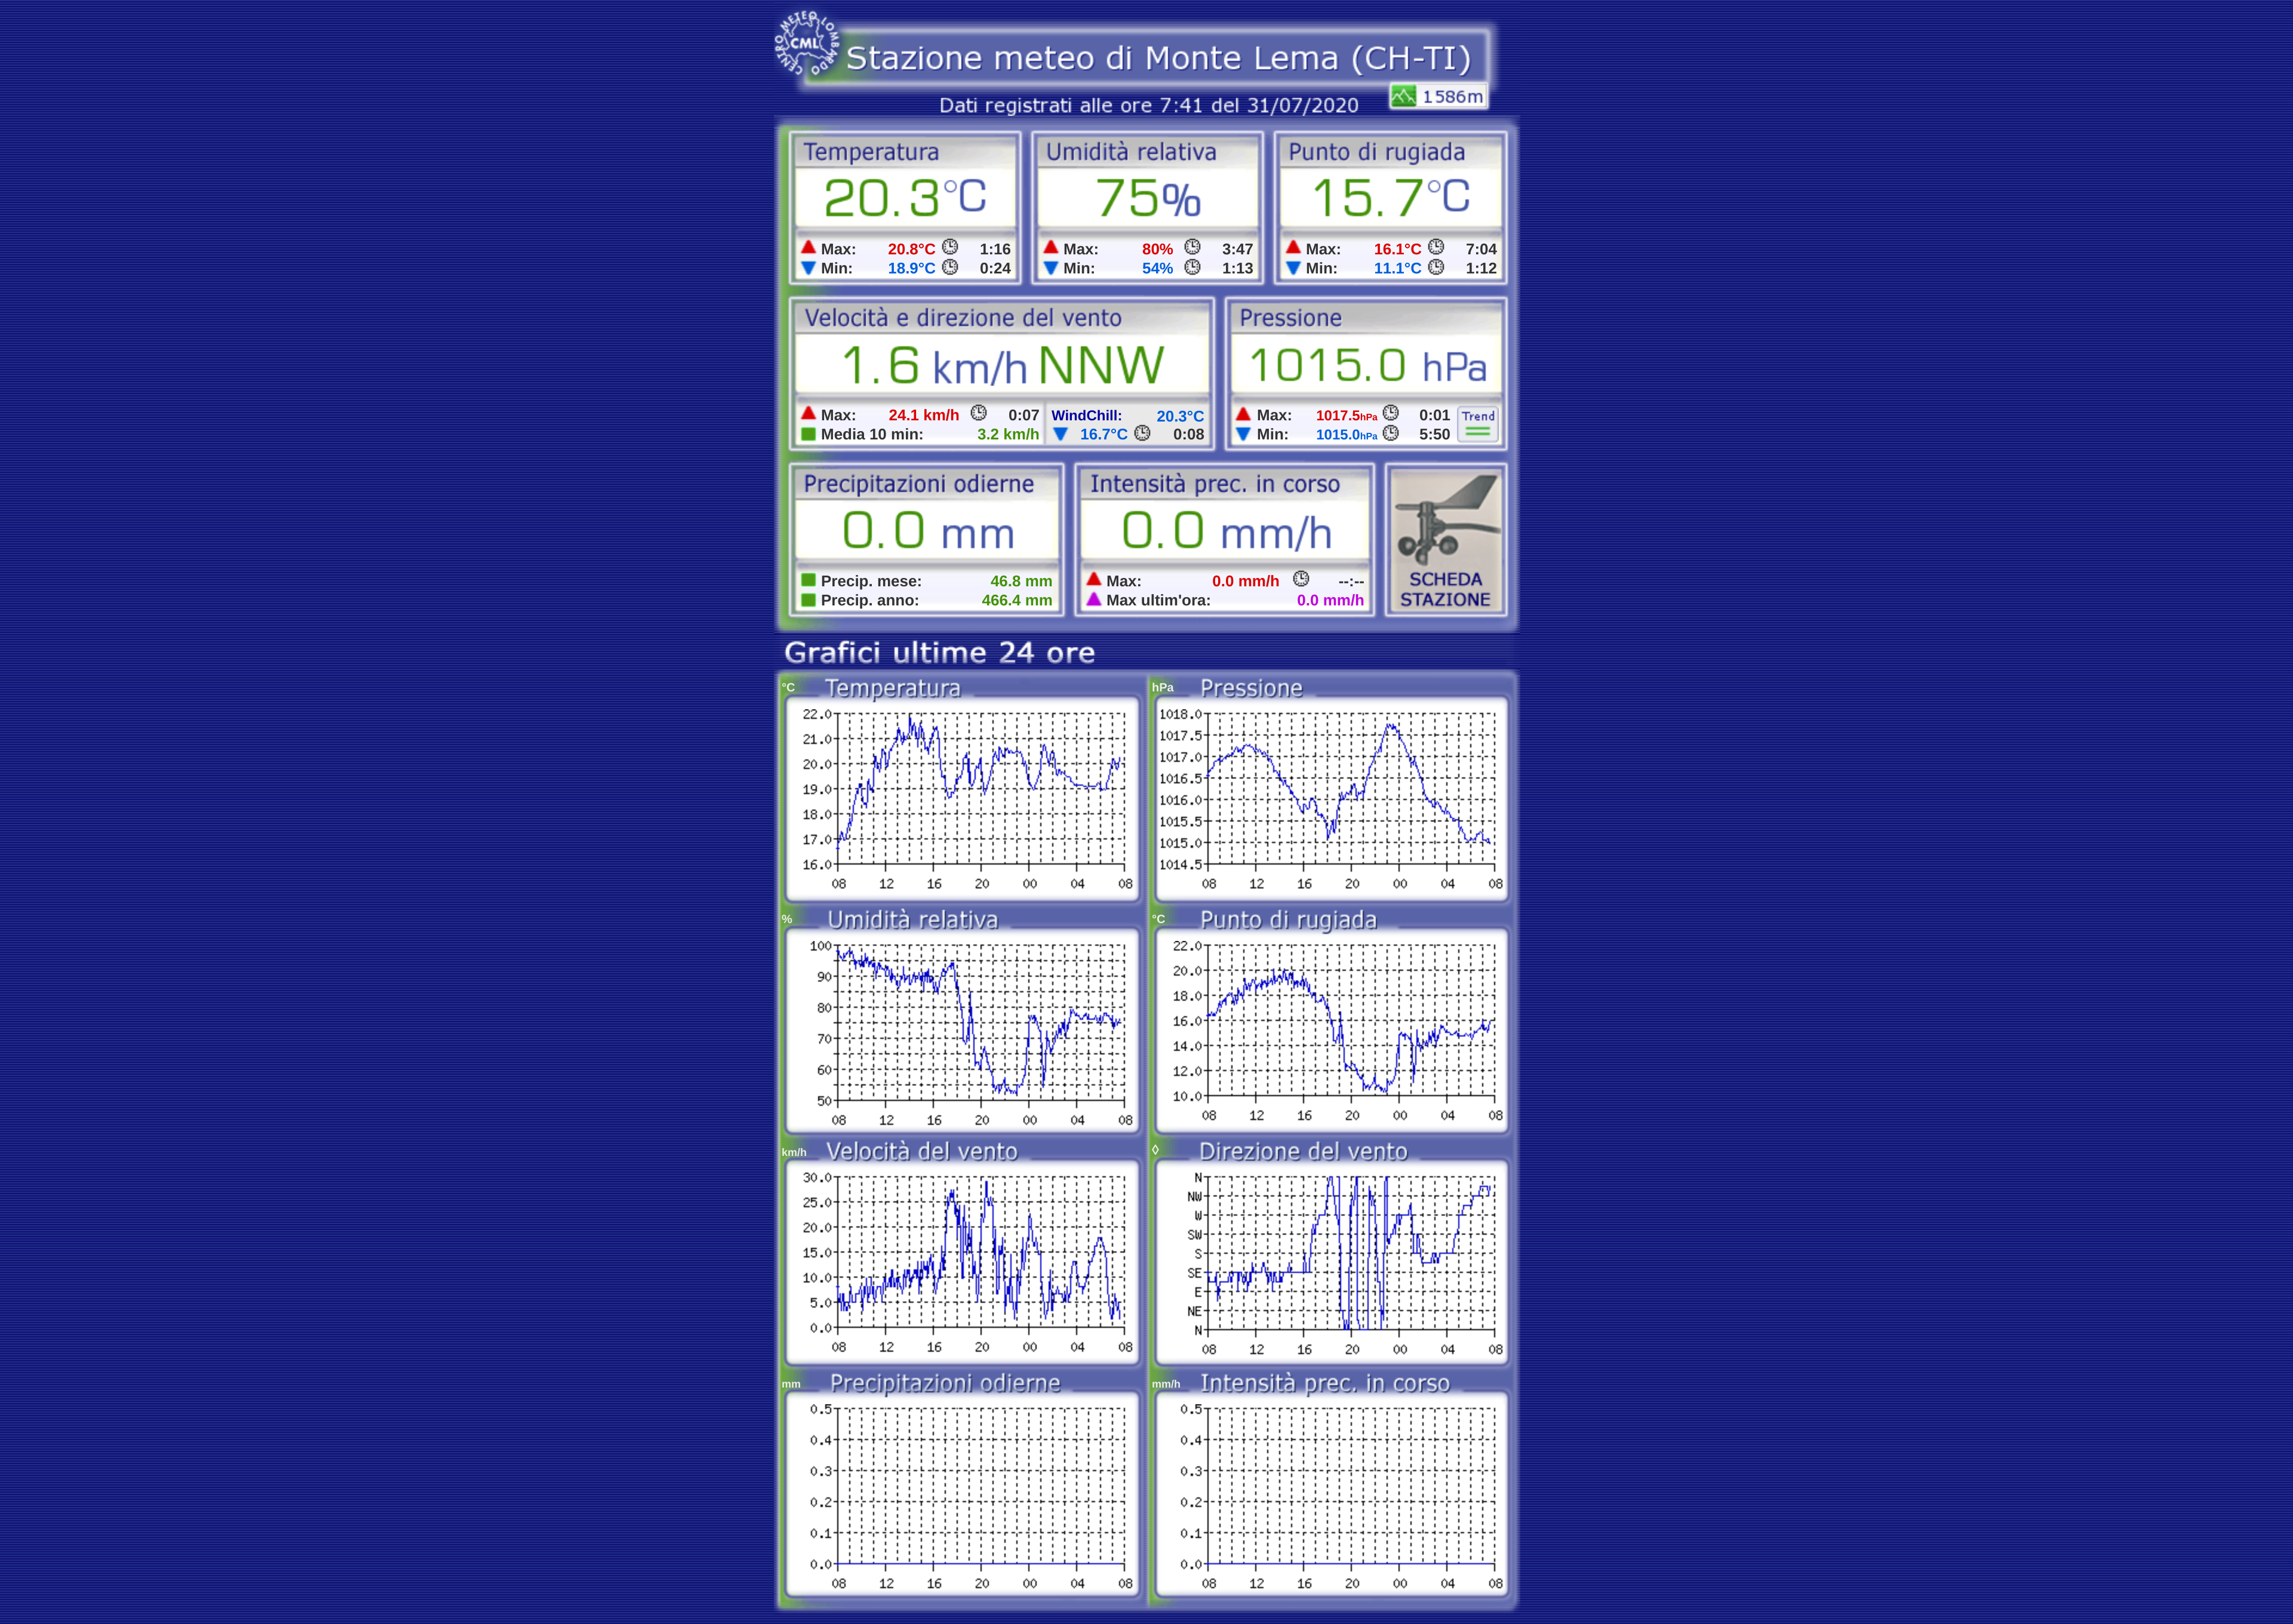 CENTRO METEO LOMBARDO
CML
Stazione meteo di Monte Lema (CH-TI)
1586m
Dati registrati alle ore 7:41 del 31/07/2020
Temperatura
20.3°C
Max: 20.8°C 1:16
Min: 18.9°C 0:24
Umidità relativa
75%
Max: 80% 3:47
Min: 54% 1:13
Punto di rugiada
15.7°C
Max: 16.1°C 7:04
Min: 11.1°C 1:12
Velocità e direzione del vento
1.6 km/h NNW
Max: 24.1 km/h 0:07
Media 10 min: 3.2 km/h
WindChill: 20.3°C
16.7°C 0:08
Pressione
1015.0 hPa
Max: 1017.5hPa 0:01
Min: 1015.0hPa 5:50
Trend
Precipitazioni odierne
0.0 mm
Precip. mese: 46.8 mm
Precip. anno: 466.4 mm
Intensità prec. in corso
0.0 mm/h
Max: 0.0 mm/h --:--
Max ultim'ora: 0.0 mm/h
SCHEDA
STAZIONE
Grafici ultime 24 ore
°C Temperatura
22.0
21.0
20.0
19.0
18.0
17.0
16.0
08 12 16 20 00 04 08
hPa Pressione
1018.0
1017.5
1017.0
1016.5
1016.0
1015.5
1015.0
1014.5
08 12 16 20 00 04 08
% Umidità relativa
100
90
80
70
60
50
08 12 16 20 00 04 08
°C Punto di rugiada
22.0
20.0
18.0
16.0
14.0
12.0
10.0
08 12 16 20 00 04 08
km/h Velocità del vento
30.0
25.0
20.0
15.0
10.0
5.0
0.0
08 12 16 20 00 04 08
◊ Direzione del vento
N
NW
W
SW
S
SE
E
NE
N
08 12 16 20 00 04 08
mm Precipitazioni odierne
0.5
0.4
0.3
0.2
0.1
0.0
08 12 16 20 00 04 08
mm/h Intensità prec. in corso
0.5
0.4
0.3
0.2
0.1
0.0
08 12 16 20 00 04 08